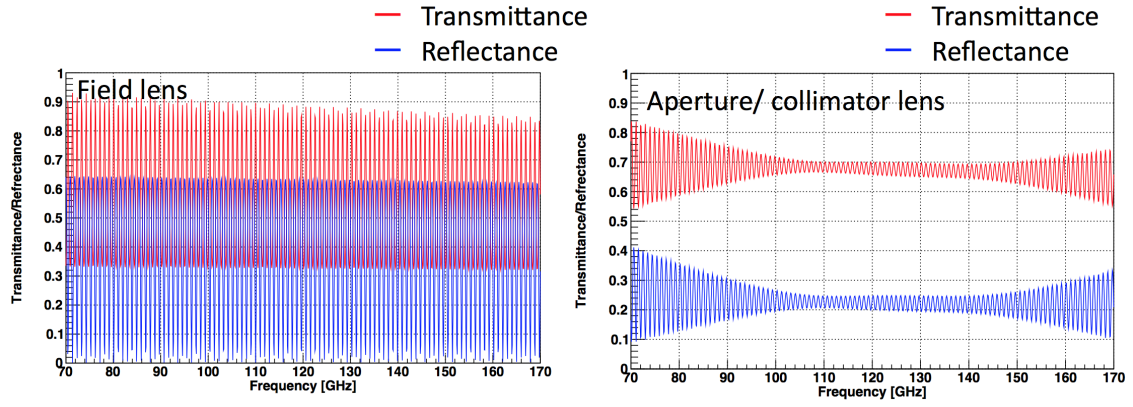 Transmittance
Reflectance
Field lens
Transmittance/Refrectance
1
0.9
0.8
0.7
0.6
0.5
0.4
0.3
0.2
0.1
0
70 80 90 100 110 120 130 140 150 160 170
Frequency [GHz]
Transmittance
Reflectance
Aperture/ collimator lens
Transmittance/Refrectance
1
0.9
0.8
0.7
0.6
0.5
0.4
0.3
0.2
0.1
0
70 80 90 100 110 120 130 140 150 160 170
Frequency [GHz]